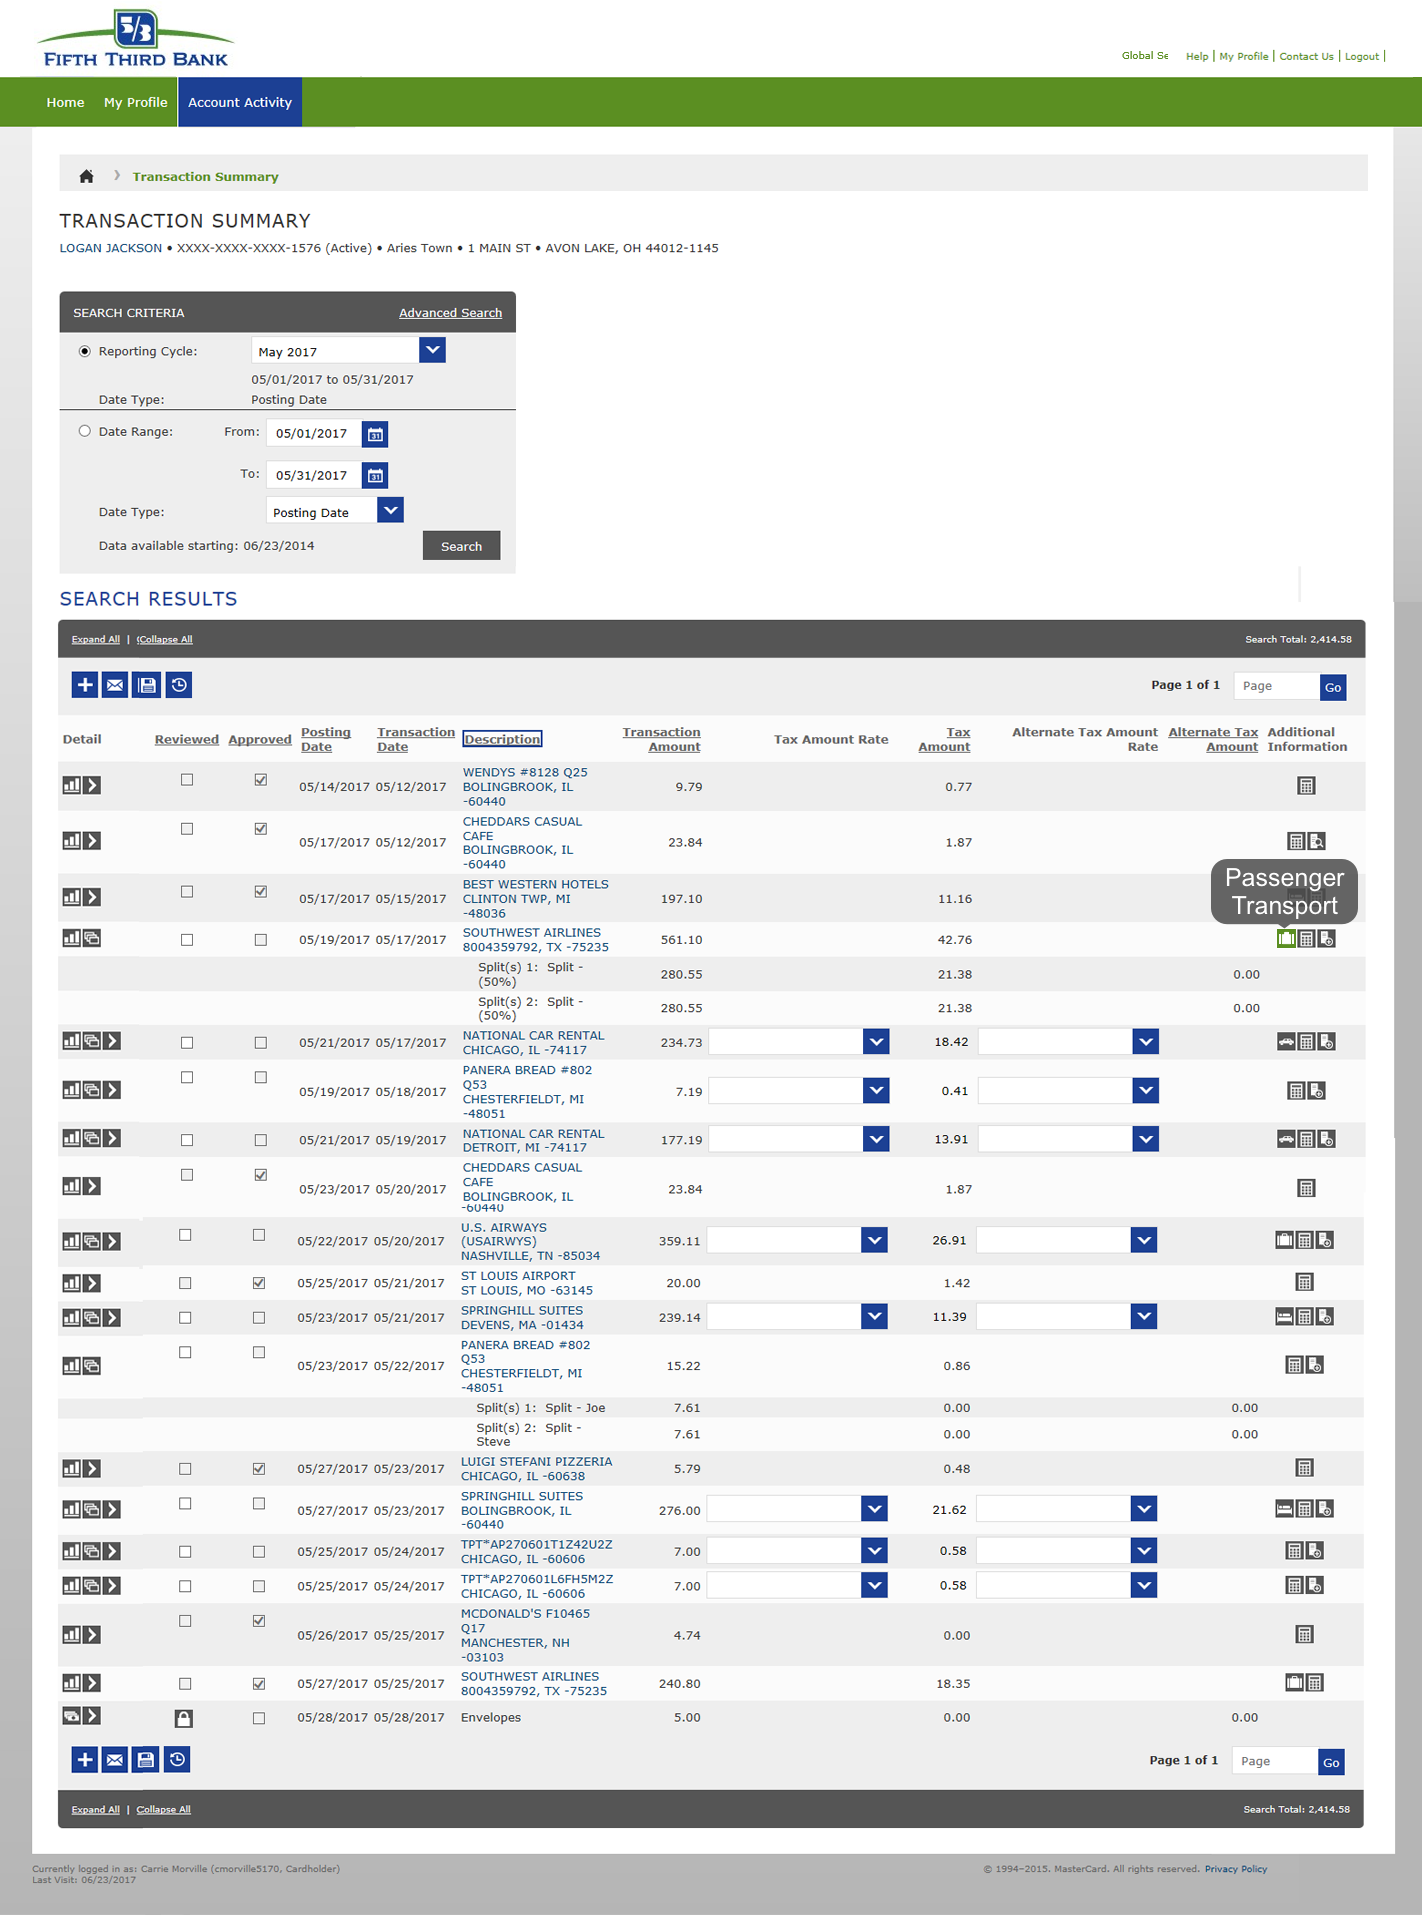 5/3
FIFTH THIRD BANK
Global Se Help | My Profile | Contact Us | Logout |
Home My Profile Account Activity
Transaction Summary
TRANSACTION SUMMARY
LOGAN JACKSON • XXXX-XXXX-XXXX-1576 (Active) • Aries Town • 1 MAIN ST • AVON LAKE, OH 44012-1145
SEARCH CRITERIA Advanced Search
Reporting Cycle: May 2017
05/01/2017 to 05/31/2017
Date Type: Posting Date
Date Range: From: 05/01/2017
To: 05/31/2017
Date Type: Posting Date
Data available starting: 06/23/2014 Search
SEARCH RESULTS
Expand All | Collapse All Search Total: 2,414.58
Page 1 of 1 Page Go
Detail Reviewed Approved Posting Date Transaction Date Description Transaction Amount Tax Amount Rate Tax Amount Alternate Tax Amount Rate Alternate Tax Amount Additional Information
WENDYS #8128 Q25
05/14/2017 05/12/2017 BOLINGBROOK, IL 9.79 0.77
-60440
CHEDDARS CASUAL
CAFE
05/17/2017 05/12/2017 BOLINGBROOK, IL 23.84 1.87
-60440
Passenger
Transport
BEST WESTERN HOTELS
05/17/2017 05/15/2017 CLINTON TWP, MI 197.10 11.16
-48036
SOUTHWEST AIRLINES
05/19/2017 05/17/2017 8004359792, TX -75235 561.10 42.76
Split(s) 1: Split -
(50%) 280.55 21.38 0.00
Split(s) 2: Split -
(50%) 280.55 21.38 0.00
NATIONAL CAR RENTAL
05/21/2017 05/17/2017 CHICAGO, IL -74117 234.73 18.42
PANERA BREAD #802
Q53
05/19/2017 05/18/2017 CHESTERFIELDT, MI 7.19 0.41
-48051
NATIONAL CAR RENTAL
05/21/2017 05/19/2017 DETROIT, MI -74117 177.19 13.91
CHEDDARS CASUAL
CAFE
05/23/2017 05/20/2017 BOLINGBROOK, IL 23.84 1.87
-60440
U.S. AIRWAYS
05/22/2017 05/20/2017 (USAIRWYS) 359.11 26.91
NASHVILLE, TN -85034
ST LOUIS AIRPORT
05/25/2017 05/21/2017 ST LOUIS, MO -63145 20.00 1.42
SPRINGHILL SUITES
05/23/2017 05/21/2017 DEVENS, MA -01434 239.14 11.39
PANERA BREAD #802
Q53
05/23/2017 05/22/2017 CHESTERFIELDT, MI 15.22 0.86
-48051
Split(s) 1: Split - Joe 7.61 0.00 0.00
Split(s) 2: Split -
Steve 7.61 0.00 0.00
LUIGI STEFANI PIZZERIA
05/27/2017 05/23/2017 CHICAGO, IL -60638 5.79 0.48
SPRINGHILL SUITES
05/27/2017 05/23/2017 BOLINGBROOK, IL 276.00 21.62
-60440
TPT*AP270601T1Z42U2Z
05/25/2017 05/24/2017 CHICAGO, IL -60606 7.00 0.58
TPT*AP270601L6FH5M2Z
05/25/2017 05/24/2017 CHICAGO, IL -60606 7.00 0.58
MCDONALD'S F10465
Q17
05/26/2017 05/25/2017 MANCHESTER, NH 4.74 0.00
-03103
SOUTHWEST AIRLINES
05/27/2017 05/25/2017 8004359792, TX -75235 240.80 18.35
05/28/2017 05/28/2017 Envelopes 5.00 0.00 0.00
Page 1 of 1 Page Go
Expand All | Collapse All Search Total: 2,414.58
Currently logged in as: Carrie Morville (cmorville5170, Cardholder) © 1994–2015. MasterCard. All rights reserved. Privacy Policy
Last Visit: 06/23/2017